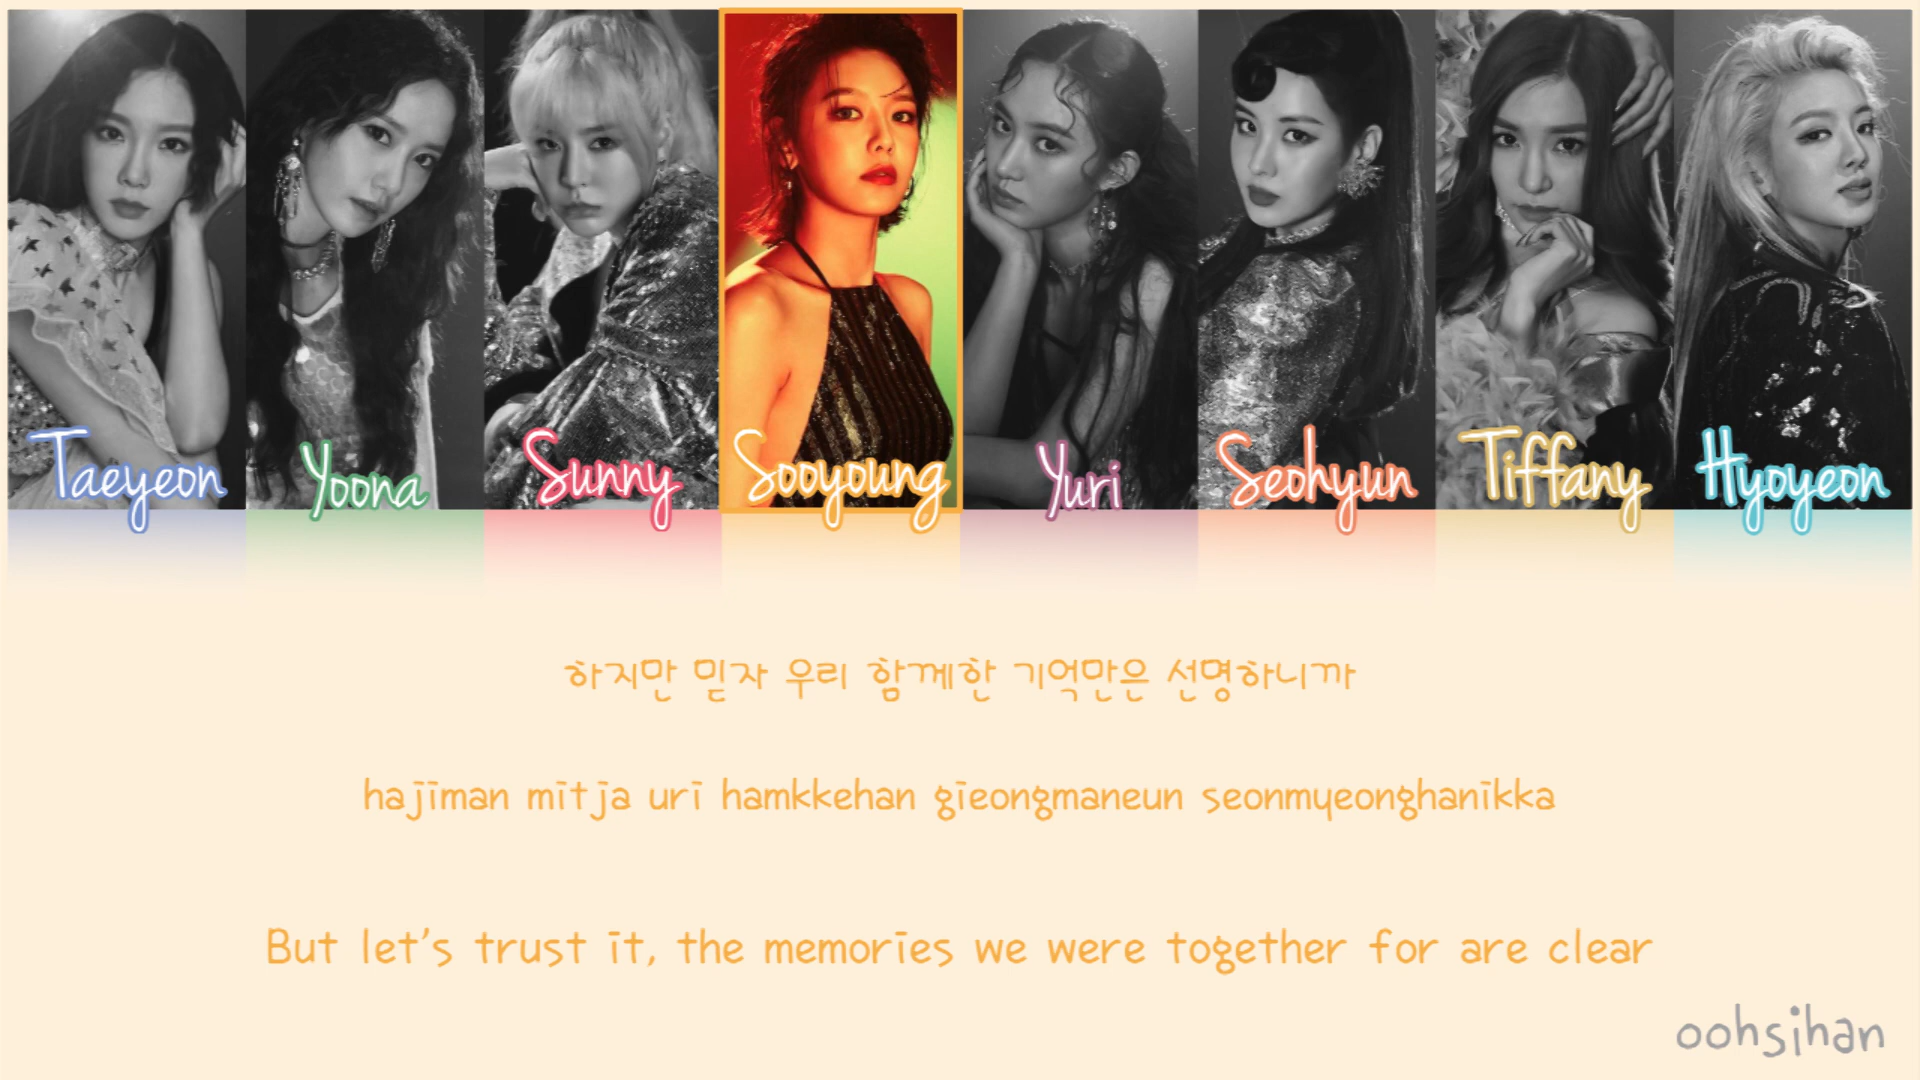 Taeyeon Yoona Sunny Sooyoung Yuri Seohyun Tiffany Hyoyeon
하지만 믿자 우리 함께한 기억만은 선명하니까
hajiman mitja uri hamkkehan gieongmaneun seonmyeonghanikka
But let's trust it, the memories we were together for are clear
oohsihan